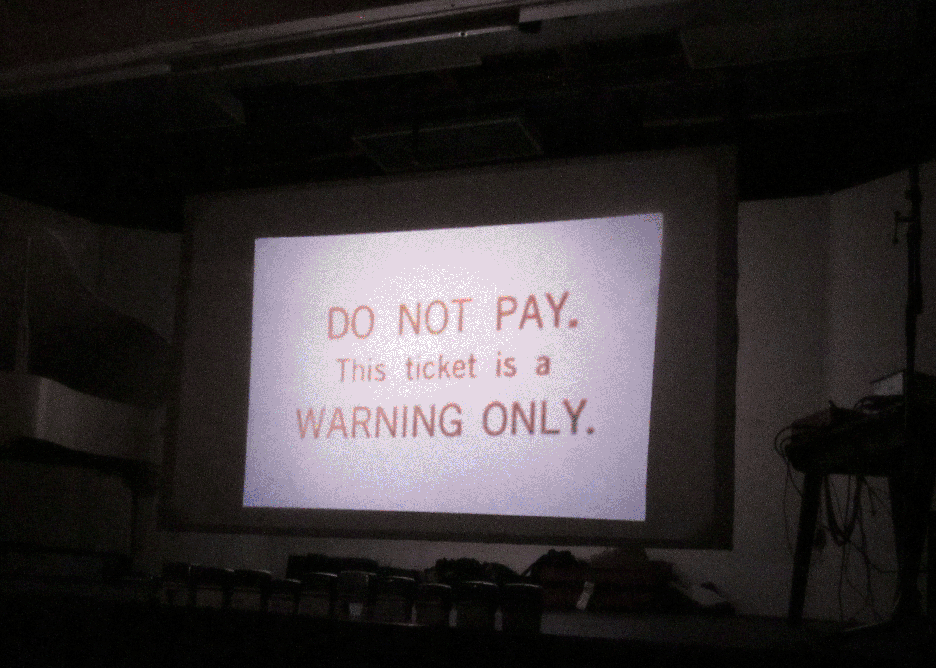 DO NOT PAY.
This ticket is a
WARNING ONLY.